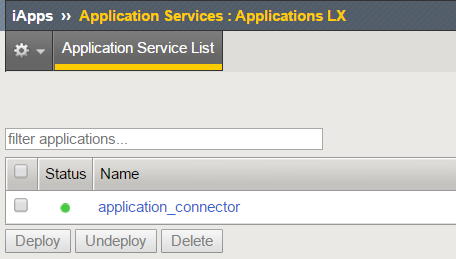 iApps ›› Application Services : Applications LX
Application Service List
filter applications...
Status Name
application_connector
Deploy Undeploy Delete